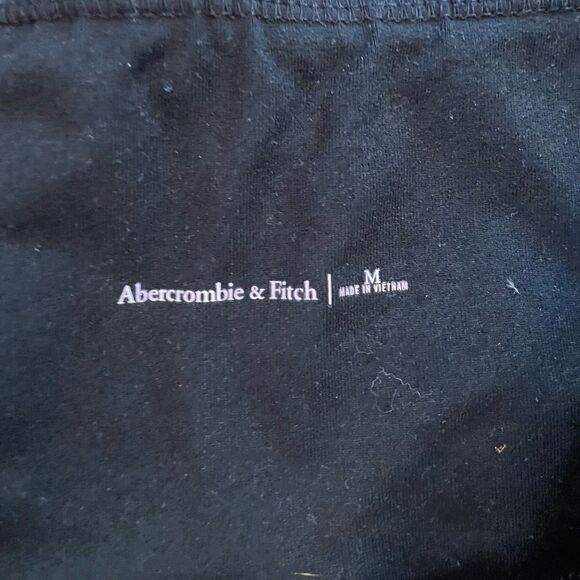 Abercrombie & Fitch | M
MADE IN VIETNAM